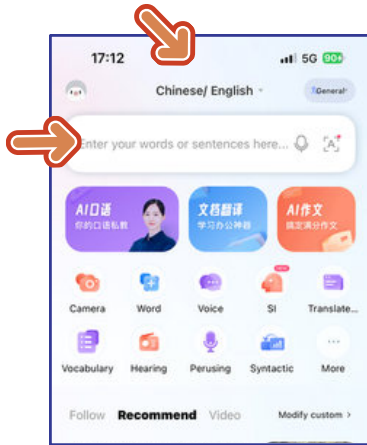 17:12 5G 90+
Chinese/ English General
Enter your words or sentences here...
AI口语 文档翻译 AI作文
你的口语私教 学习办公神器 搞定满分作文
Camera Word Voice SI Translate...
Vocabulary Hearing Perusing Syntactic More
Follow Recommend Video Modify custom >